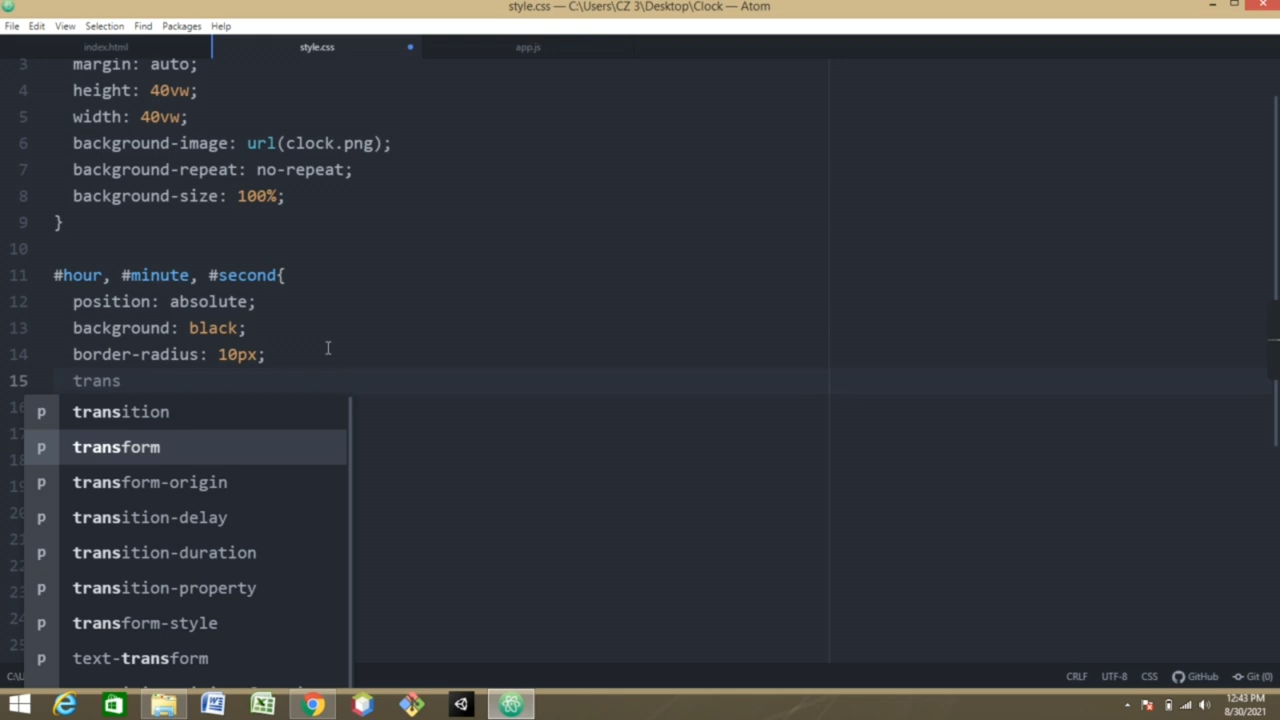 style.css — C:\Users\CZ 3\Desktop\Clock — Atom
File Edit View Selection Find Packages Help
index.html style.css app.js
3 margin: auto;
4 height: 40vw;
5 width: 40vw;
6 background-image: url(clock.png);
7 background-repeat: no-repeat;
8 background-size: 100%;
9 }
10
11 #hour, #minute, #second{
12 position: absolute;
13 background: black;
14 border-radius: 10px;
15 trans
p transition
p transform
p transform-origin
p transition-delay
p transition-duration
p transition-property
p transform-style
p text-transform
CRLF UTF-8 CSS GitHub Git (0)
12:43 PM
8/30/2021